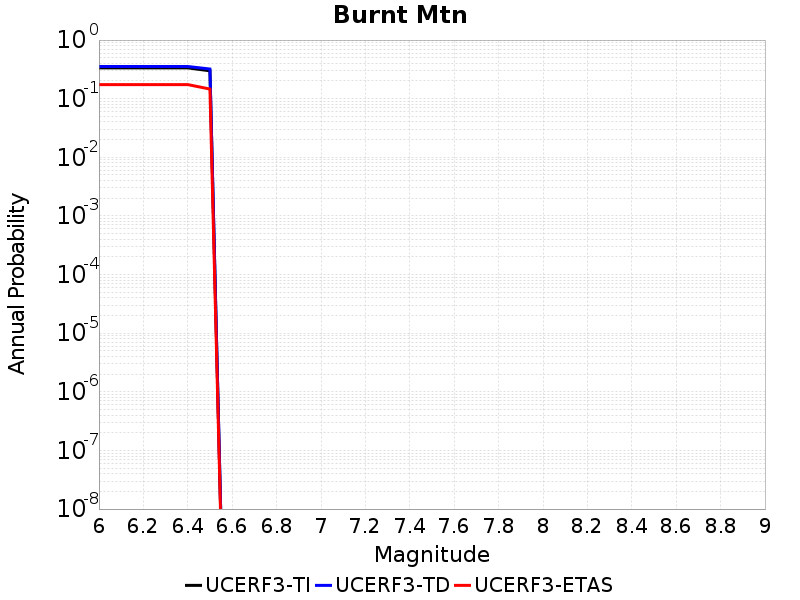 Burnt Mtn
10^0
10^-1
10^-2
10^-3
10^-4
10^-5
10^-6
10^-7
10^-8
Annual Probability
6 6.2 6.4 6.6 6.8 7 7.2 7.4 7.6 7.8 8 8.2 8.4 8.6 8.8 9
Magnitude
UCERF3-TI UCERF3-TD UCERF3-ETAS